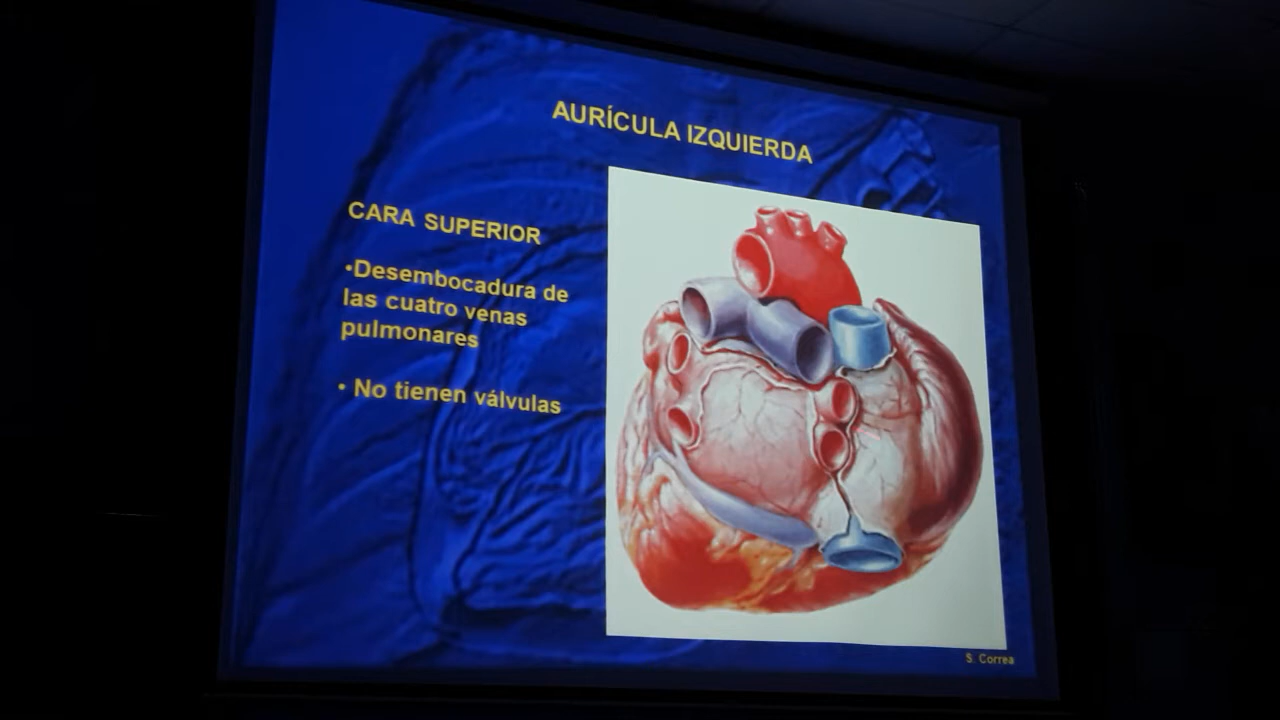 AURÍCULA IZQUIERDA
CARA SUPERIOR
•Desembocadura de
las cuatro venas
pulmonares
• No tienen válvulas
S. Correa